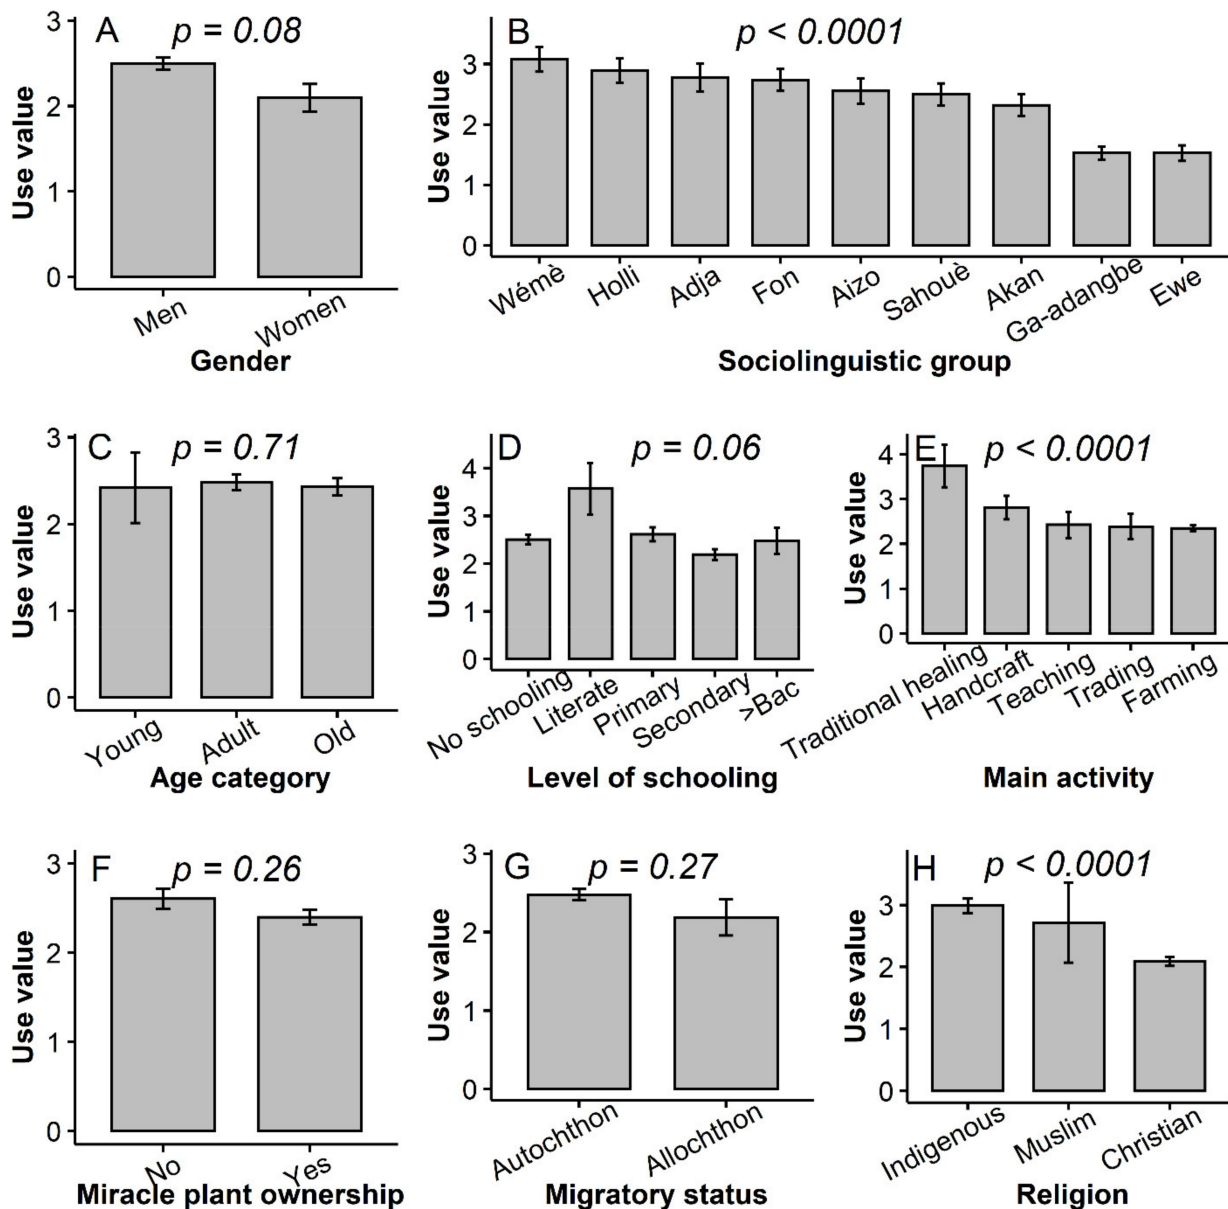 A
p = 0.08
Use value
3
2
1
0
Men
Women
Gender
B
p < 0.0001
Use value
3
2
1
0
Wémè
Holli
Adja
Fon
Aizo
Sahouè
Akan
Ga-adangbe
Ewe
Sociolinguistic group
C
p = 0.71
Use value
3
2
1
0
Young
Adult
Old
Age category
D
p = 0.06
Use value
4
3
2
1
0
No schooling
Literate
Primary
Secondary
>Bac
Level of schooling
E
p < 0.0001
Use value
4
3
2
1
0
Traditional healing
Handcraft
Teaching
Trading
Farming
Main activity
F
p = 0.26
Use value
3
2
1
0
No
Yes
Miracle plant ownership
G
p = 0.27
Use value
3
2
1
0
Autochthon
Allochthon
Migratory status
H
p < 0.0001
Use value
3
2
1
0
Indigenous
Muslim
Christian
Religion